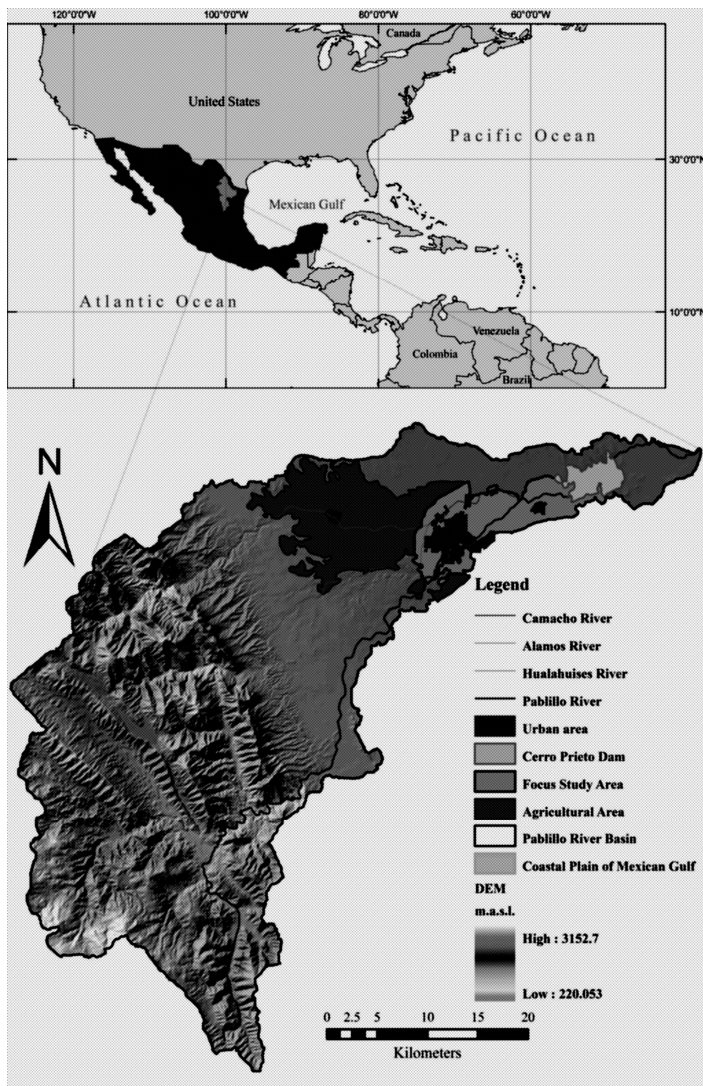 120°0'0"W
100°0'0"W
80°0'0"W
60°0'0"W
Canada
United States
Pacific Ocean
30°0'0"N
Mexican Gulf
Atlantic Ocean
10°0'0"N
Venezuela
Colombia
Brazil
N
Legend
Camacho River
Alamos River
Hualahuises River
Pablillo River
Urban area
Cerro Prieto Dam
Focus Study Area
Agricultural Area
Pablillo River Basin
Coastal Plain of Mexican Gulf
DEM
m.a.s.l.
High : 3152.7
Low : 220.053
0 2.5 5 10 15 20
Kilometers